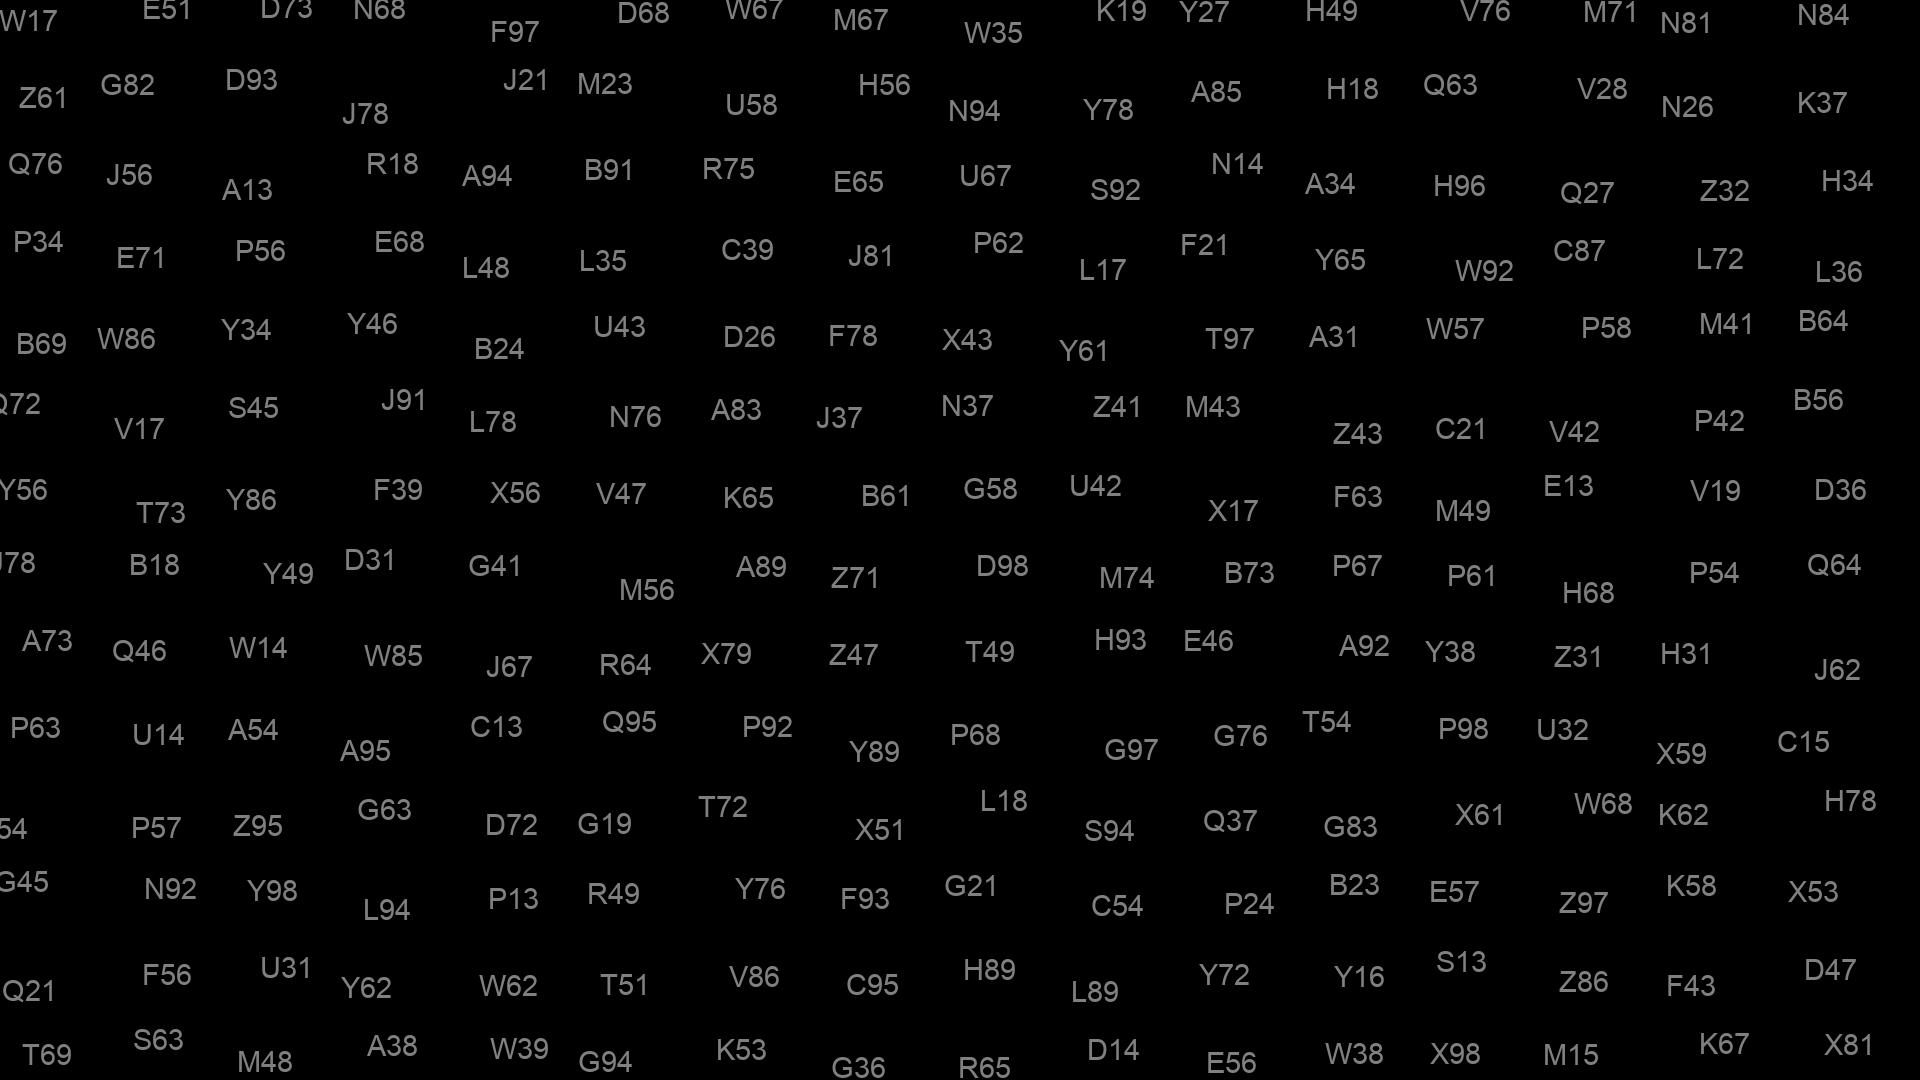 W17 E51 D73 N68 F97 D68 W67 M67 W35 K19 Y27 H49 V76 M71 N81 N84
Z61 G82 D93 J78 J21 M23 U58 H56 N94 Y78 A85 H18 Q63 V28 N26 K37
Q76 J56 A13 R18 A94 B91 R75 E65 U67 S92 N14 A34 H96 Q27 Z32 H34
P34 E71 P56 E68 L48 L35 C39 J81 P62 L17 F21 Y65 W92 C87 L72 L36
B69 W86 Y34 Y46 B24 U43 D26 F78 X43 Y61 T97 A31 W57 P58 M41 B64
Q72 V17 S45 J91 L78 N76 A83 J37 N37 Z41 M43 Z43 C21 V42 P42 B56
Y56 T73 Y86 F39 X56 V47 K65 B61 G58 U42 X17 F63 M49 E13 V19 D36
B18 Y49 D31 G41 M56 A89 Z71 D98 M74 B73 P67 P61 H68 P54 Q64
A73 Q46 W14 W85 J67 R64 X79 Z47 T49 H93 E46 A92 Y38 Z31 H31 J62
P63 U14 A54 A95 C13 Q95 P92 Y89 P68 G97 G76 T54 P98 U32 X59 C15
54 P57 Z95 G63 D72 G19 T72 X51 L18 S94 Q37 G83 X61 W68 K62 H78
G45 N92 Y98 L94 P13 R49 Y76 F93 G21 C54 P24 B23 E57 Z97 K58 X53
Q21 F56 U31 Y62 W62 T51 V86 C95 H89 L89 Y72 Y16 S13 Z86 F43 D47
T69 S63 M48 A38 W39 G94 K53 G36 R65 D14 E56 W38 X98 M15 K67 X81